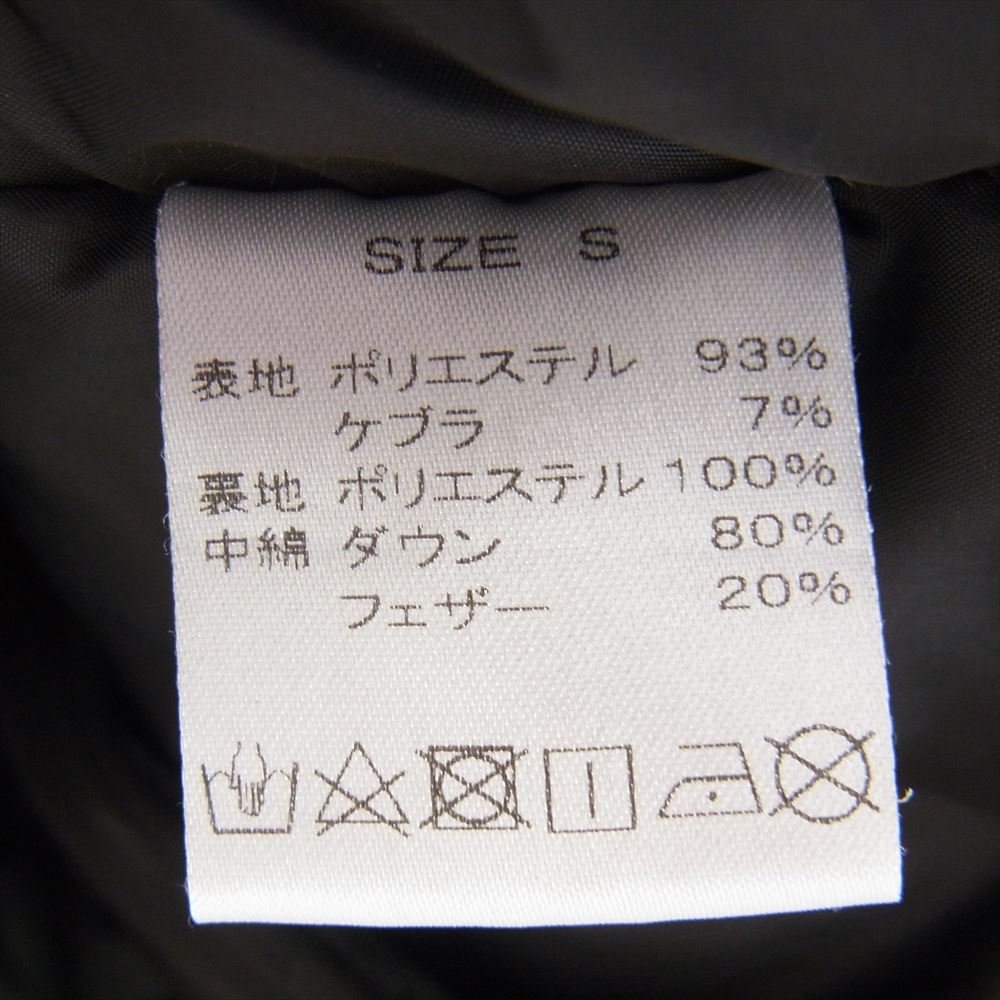 SIZE S
表地 ポリエステル 93%
ケブラ 7%
裏地 ポリエステル 100%
中綿 ダウン 80%
フェザー 20%